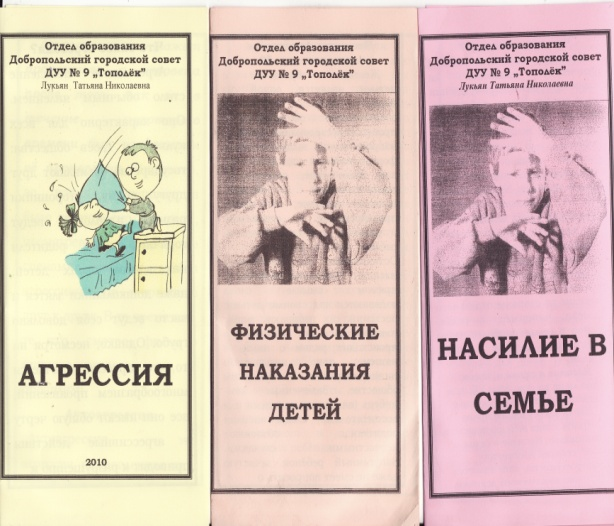 Отдел образования
Добропольский городской совет
ДУУ № 9 „Тополёк”
Лукьян Татьяна Николаевна
АГРЕССИЯ
2010
Отдел образования
Добропольский городской совет
ДУУ № 9 „Тополёк”
ФИЗИЧЕСКИЕ
НАКАЗАНИЯ
ДЕТЕЙ
Отдел образования
Добропольский городской совет
ДУУ № 9 „Тополёк”
Лукьян Татьяна Николаевна
НАСИЛИЕ В
СЕМЬЕ